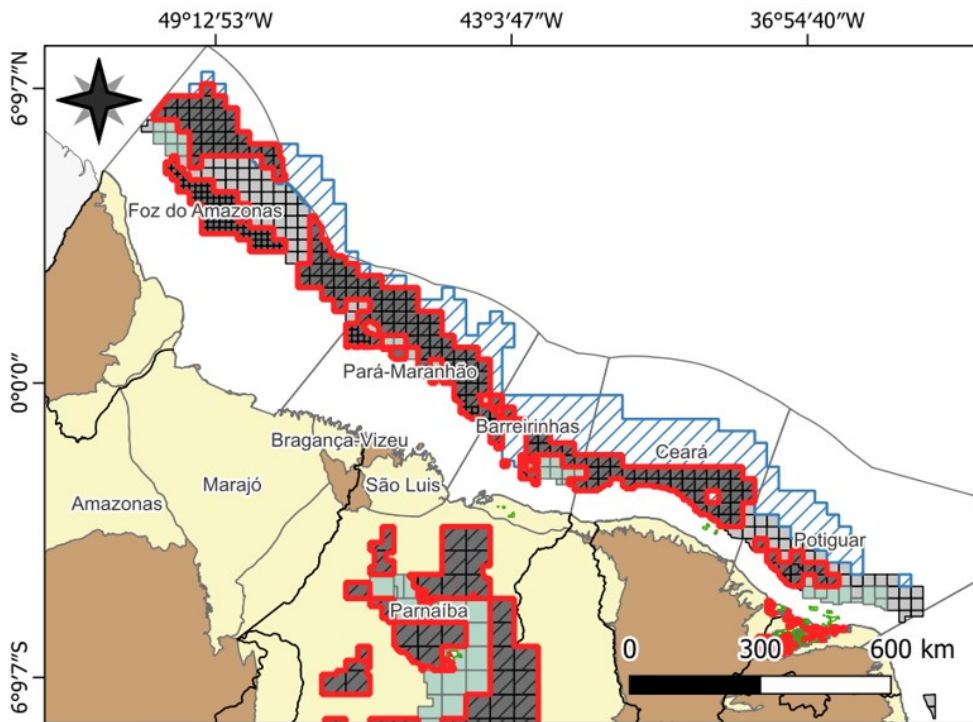 49°12′53″W
43°3′47″W
36°54′40″W
6°9′7″N
0°0′0″
6°9′7″S
Foz do Amazonas
Pará-Maranhão
Barreirinhas
Bragança-Vizeu
Ceará
São Luis
Marajó
Amazonas
Potiguar
Parnaíba
0
300
600 km